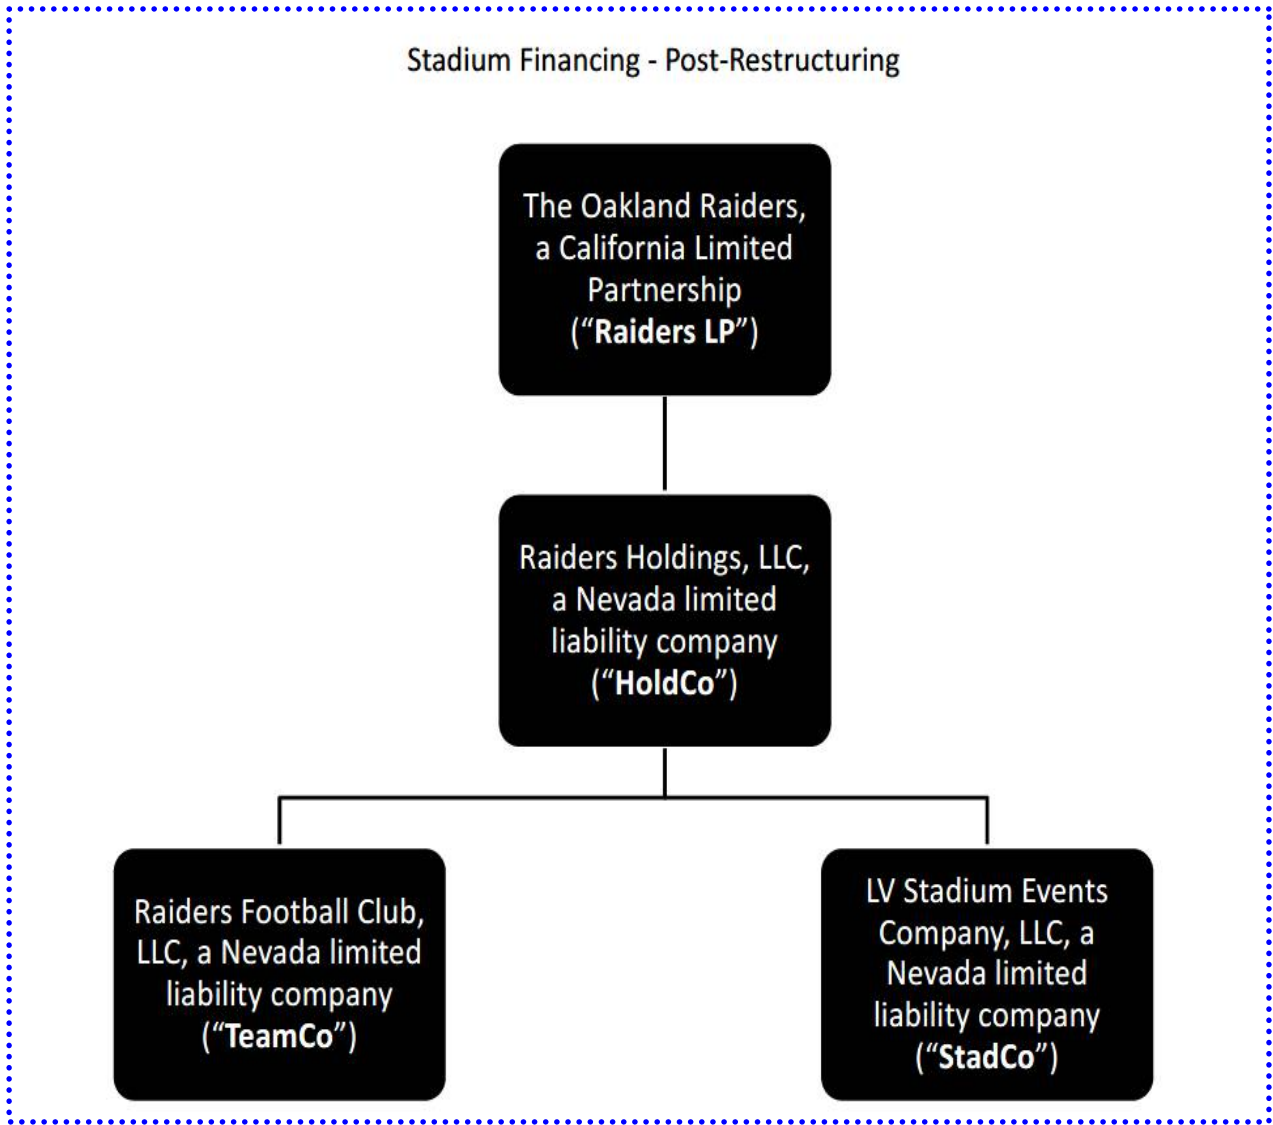 Stadium Financing - Post-Restructuring
The Oakland Raiders,
a California Limited
Partnership
(“Raiders LP”)
Raiders Holdings, LLC,
a Nevada limited
liability company
(“HoldCo”)
Raiders Football Club,
LLC, a Nevada limited
liability company
(“TeamCo”)
LV Stadium Events
Company, LLC, a
Nevada limited
liability company
(“StadCo”)